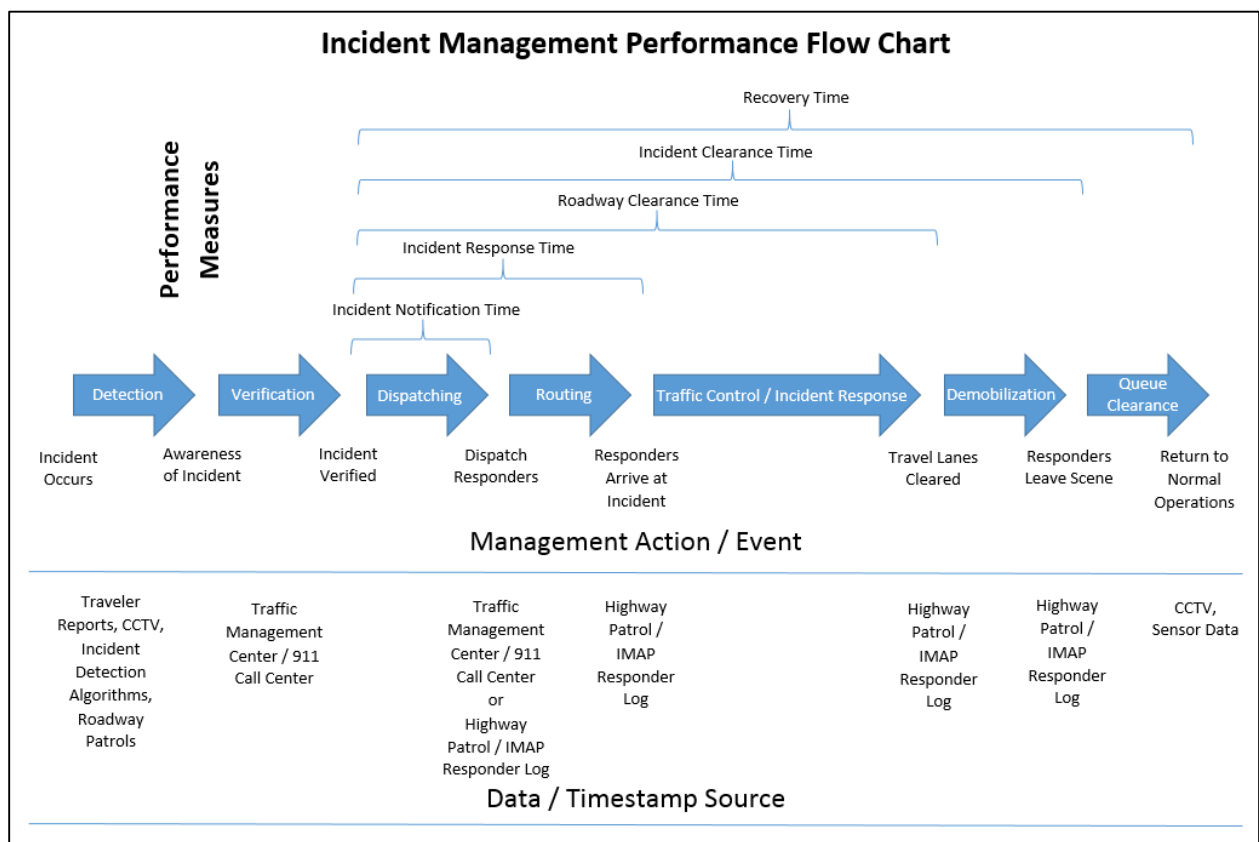 Incident Management Performance Flow Chart
Performance
Measures
Recovery Time
Incident Clearance Time
Roadway Clearance Time
Incident Response Time
Incident Notification Time
Detection
Verification
Dispatching
Routing
Traffic Control / Incident Response
Demobilization
Queue
Clearance
Incident
Occurs
Awareness
of Incident
Incident
Verified
Dispatch
Responders
Responders
Arrive at
Incident
Travel Lanes
Cleared
Responders
Leave Scene
Return to
Normal
Operations
Management Action / Event
Traveler
Reports, CCTV,
Incident
Detection
Algorithms,
Roadway
Patrols
Traffic
Management
Center / 911
Call Center
Traffic
Management
Center / 911
Call Center
or
Highway
Patrol / IMAP
Responder Log
Highway
Patrol /
IMAP
Responder
Log
Highway
Patrol /
IMAP
Responder
Log
Highway
Patrol /
IMAP
Responder
Log
CCTV,
Sensor Data
Data / Timestamp Source